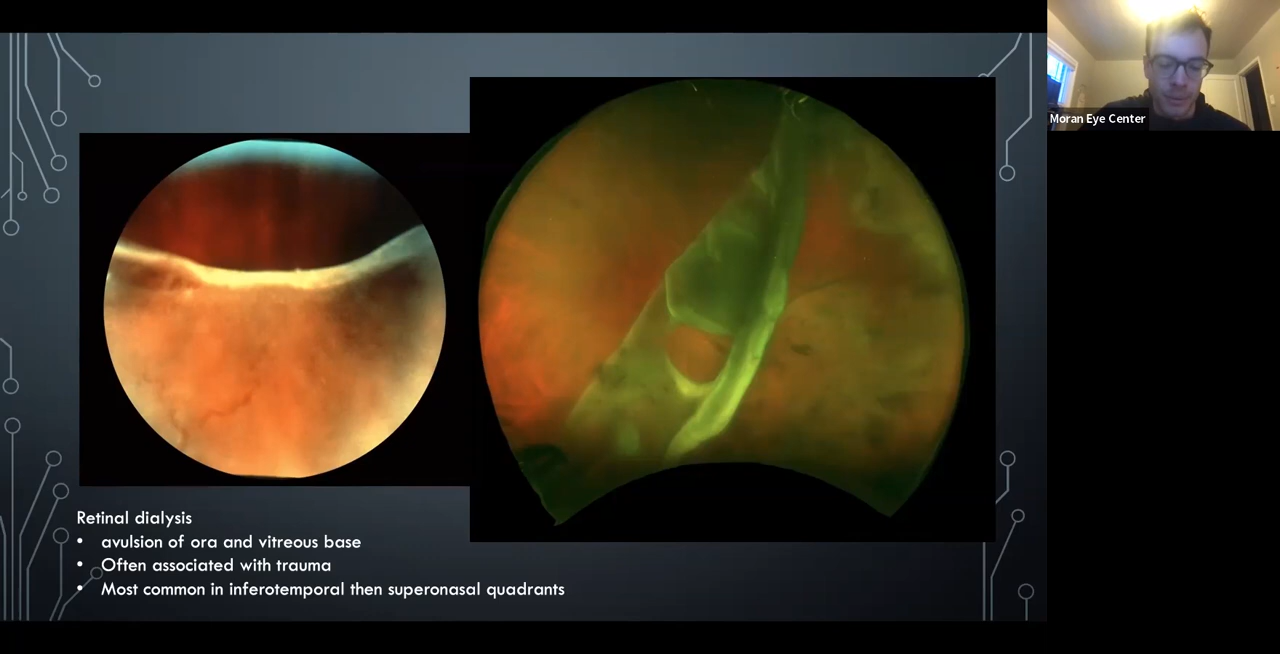 Moran Eye Center
Retinal dialysis
• avulsion of ora and vitreous base
• Often associated with trauma
• Most common in inferotemporal then superonasal quadrants